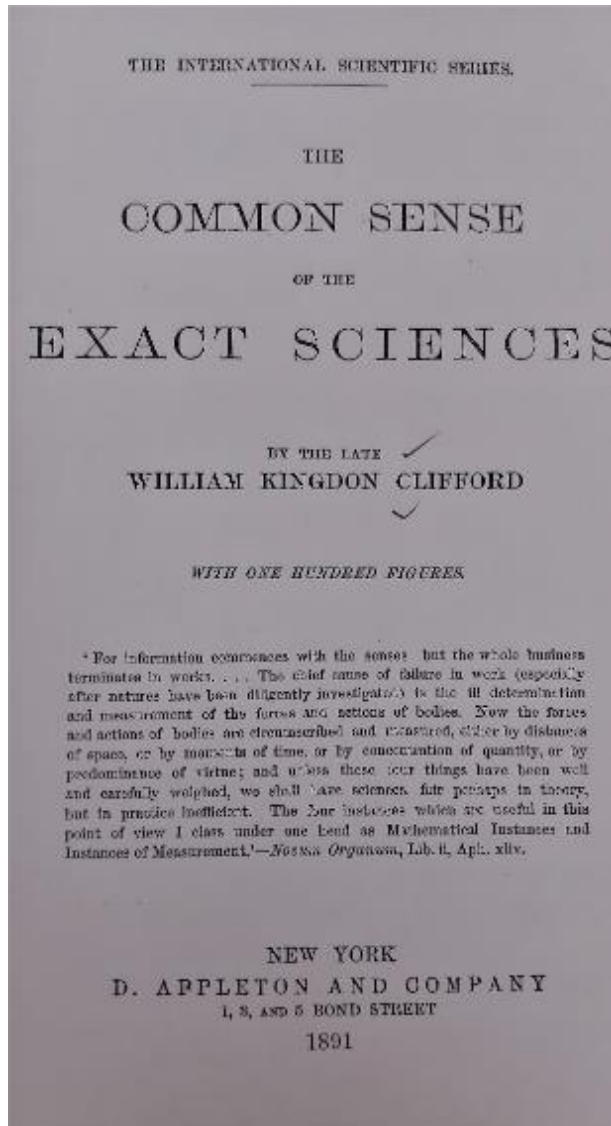 THE INTERNATIONAL SCIENTIFIC SERIES.
THE
COMMON SENSE
OF THE
EXACT SCIENCES
BY THE LATE
WILLIAM KINGDON CLIFFORD
WITH ONE HUNDRED FIGURES.
' For information commences with the senses but the whole business
terminates in works. . . . The chief cause of failure in work (especially
after natures have been diligently investigated) is the ill determination
and measurement of the forces and actions of bodies. Now the forces
and actions of bodies are circumscribed and measured, either by distances
of space, or by moments of time, or by concentration of quantity, or by
predominance of virtue; and unless these four things have been well
and carefully weighed, we shall have sciences, fair perhaps in theory,
but in practice inefficient. The four instances which are useful in this
point of view I class under one head as Mathematical Instances and
Instances of Measurement.'—Novum Organum, Lib. ii, Aph. xliv.
NEW YORK
D. APPLETON AND COMPANY
1, 3, AND 5 BOND STREET
1891